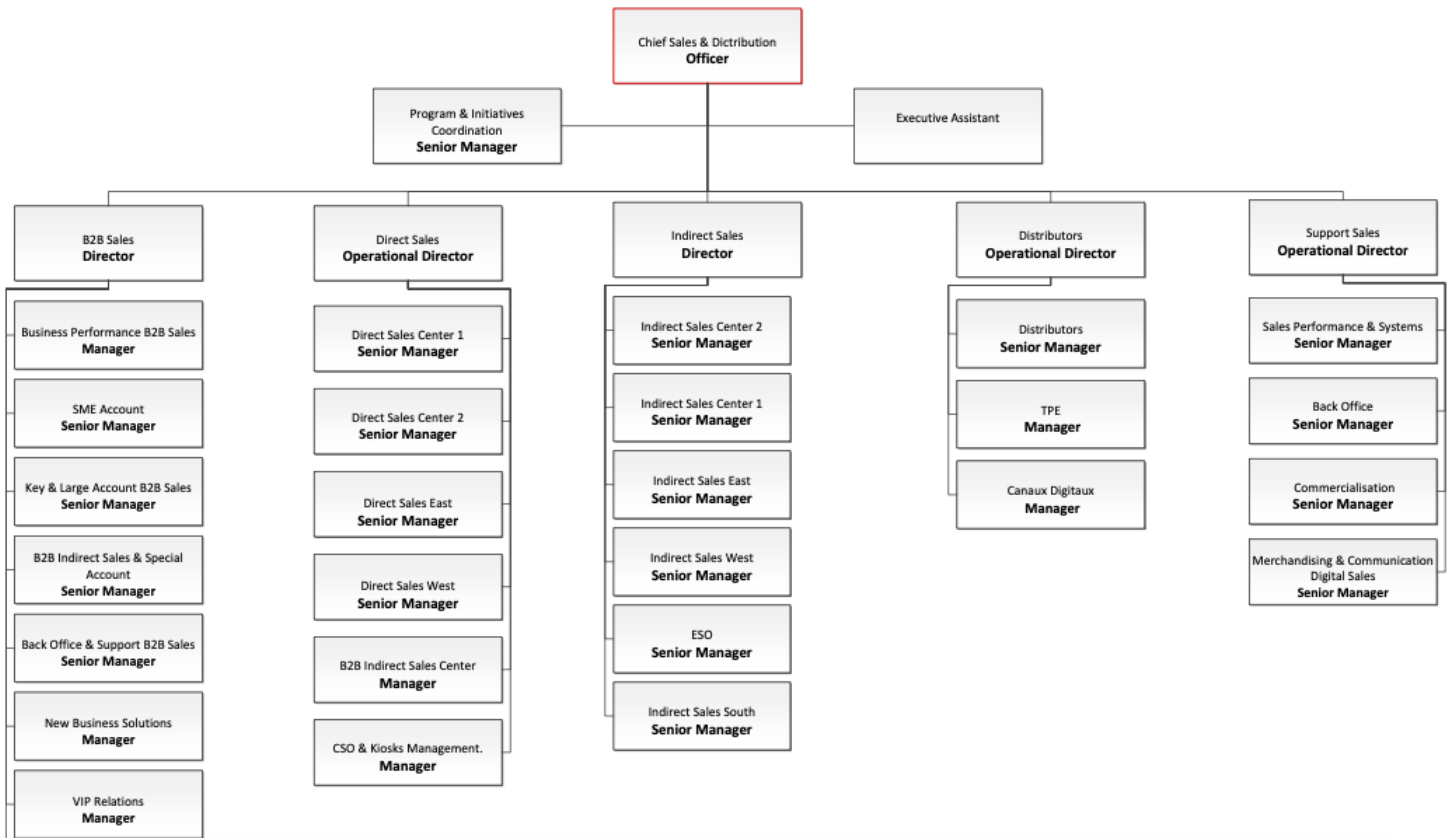 Chief Sales & Dictribution
Officer
Program & Initiatives
Coordination
Senior Manager
Executive Assistant
B2B Sales
Director
Business Performance B2B Sales
Manager
SME Account
Senior Manager
Key & Large Account B2B Sales
Senior Manager
B2B Indirect Sales & Special
Account
Senior Manager
Back Office & Support B2B Sales
Senior Manager
New Business Solutions
Manager
VIP Relations
Manager
Direct Sales
Operational Director
Direct Sales Center 1
Senior Manager
Direct Sales Center 2
Senior Manager
Direct Sales East
Senior Manager
Direct Sales West
Senior Manager
B2B Indirect Sales Center
Manager
CSO & Kiosks Management.
Manager
Indirect Sales
Director
Indirect Sales Center 2
Senior Manager
Indirect Sales Center 1
Senior Manager
Indirect Sales East
Senior Manager
Indirect Sales West
Senior Manager
ESO
Senior Manager
Indirect Sales South
Senior Manager
Distributors
Operational Director
Distributors
Senior Manager
TPE
Manager
Canaux Digitaux
Manager
Support Sales
Operational Director
Sales Performance & Systems
Senior Manager
Back Office
Senior Manager
Commercialisation
Senior Manager
Merchandising & Communication
Digital Sales
Senior Manager